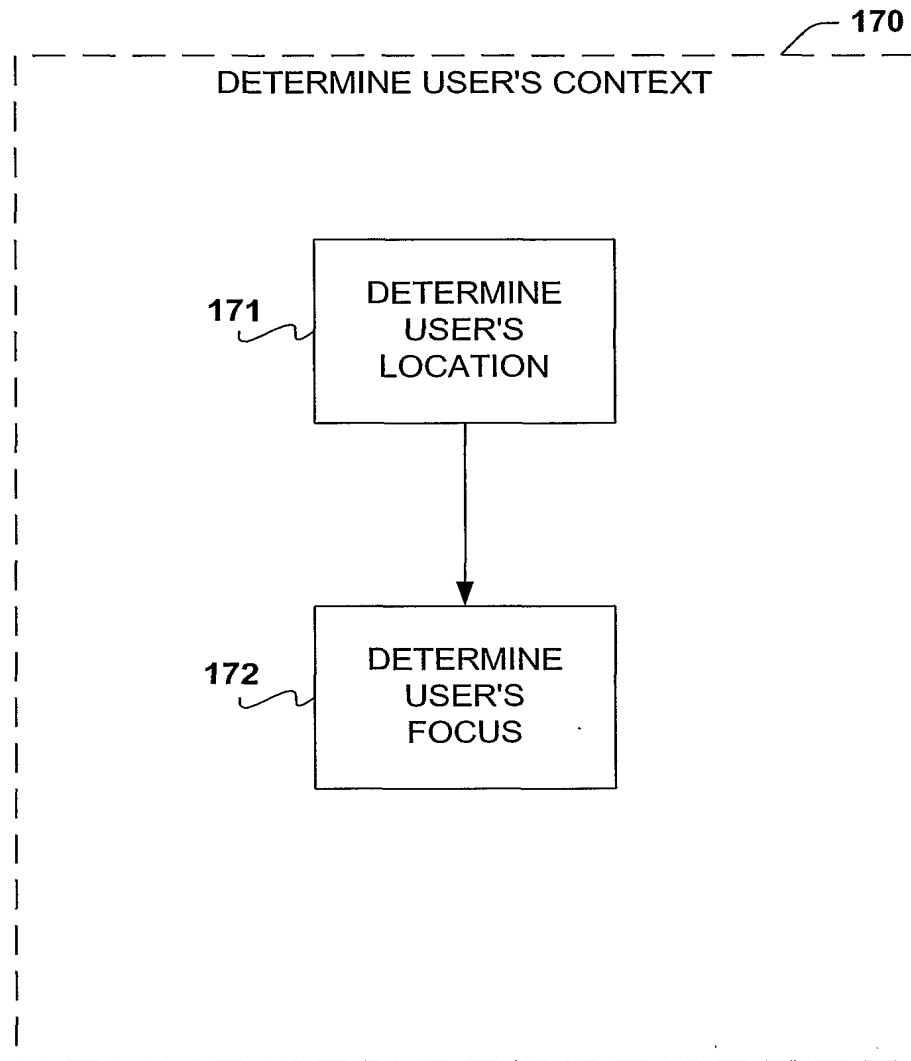 170
DETERMINE USER'S CONTEXT
171
DETERMINE
USER'S
LOCATION
172
DETERMINE
USER'S
FOCUS